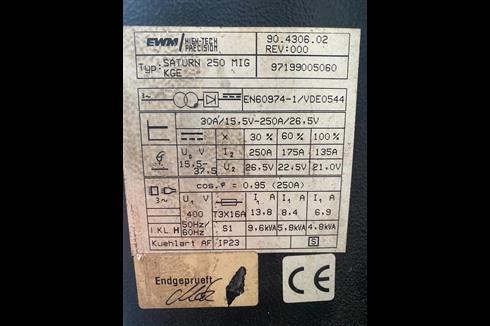 EWM HIGH-TECH PRECISION 90.4306.02 REV:000
Typ: SATURN 250 MIG KGE 97199005060
3~ EN60974-1/VDE0544
30A/15,5V-250A/26,5V
X 30% 60% 100%
U₀ V I₂ 250A 175A 135A
15,5-37,5 U₂ 26,5V 22,5V 21,0V
3~ cos.φ = 0,95 (250A)
U₁ V I₁ A I₁ A I₁ A
400 T3X16A 13,8 8,4 6,9
I.KL.H 50Hz/60Hz S1 9,6kVA 5,8kVA 4,8kVA
Kuehlart AF IP23 S
Endgeprueft
CE